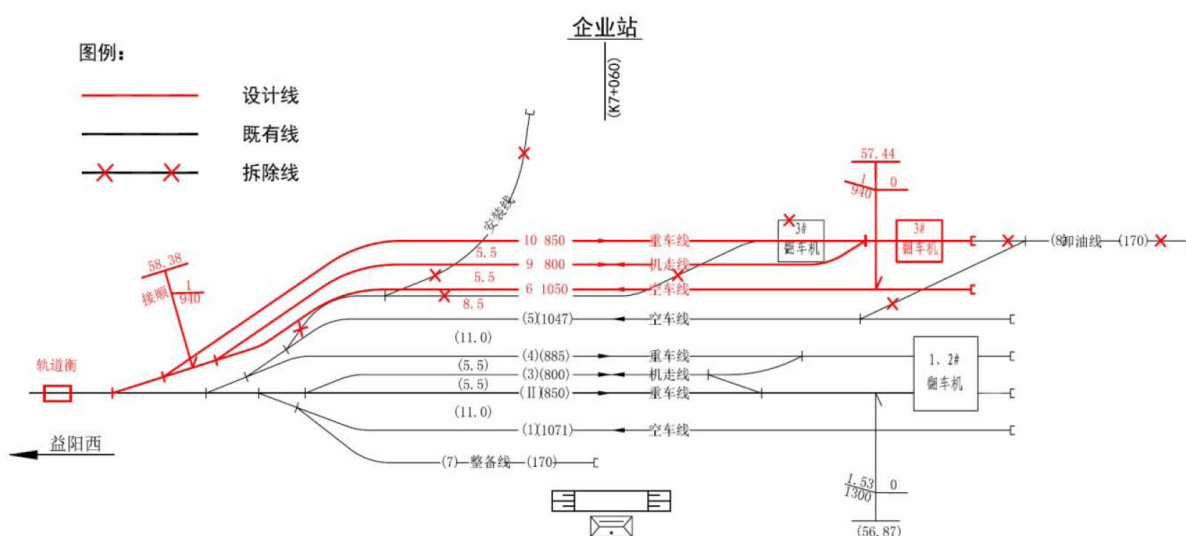 企业站
(K7+060)
图例：
设计线
既有线
拆除线
安装线
57.44
1 0
940
3#
翻车机
3#
翻车机
(8)卸油线 (170)
10 850 重车线
5.5
9 800 机走线
5.5
6 1050 空车线
8.5
58.38
接顺
1
940
(5)(1047) 空车线
(11.0)
(4)(885) 重车线
(5.5)
(3)(800) 机走线
(5.5)
(Ⅱ)(850) 重车线
(11.0)
(1)(1071) 空车线
(7) 整备线 (170)
1、2#
翻车机
轨道衡
益阳西
1.53 0
1300
(56.87)